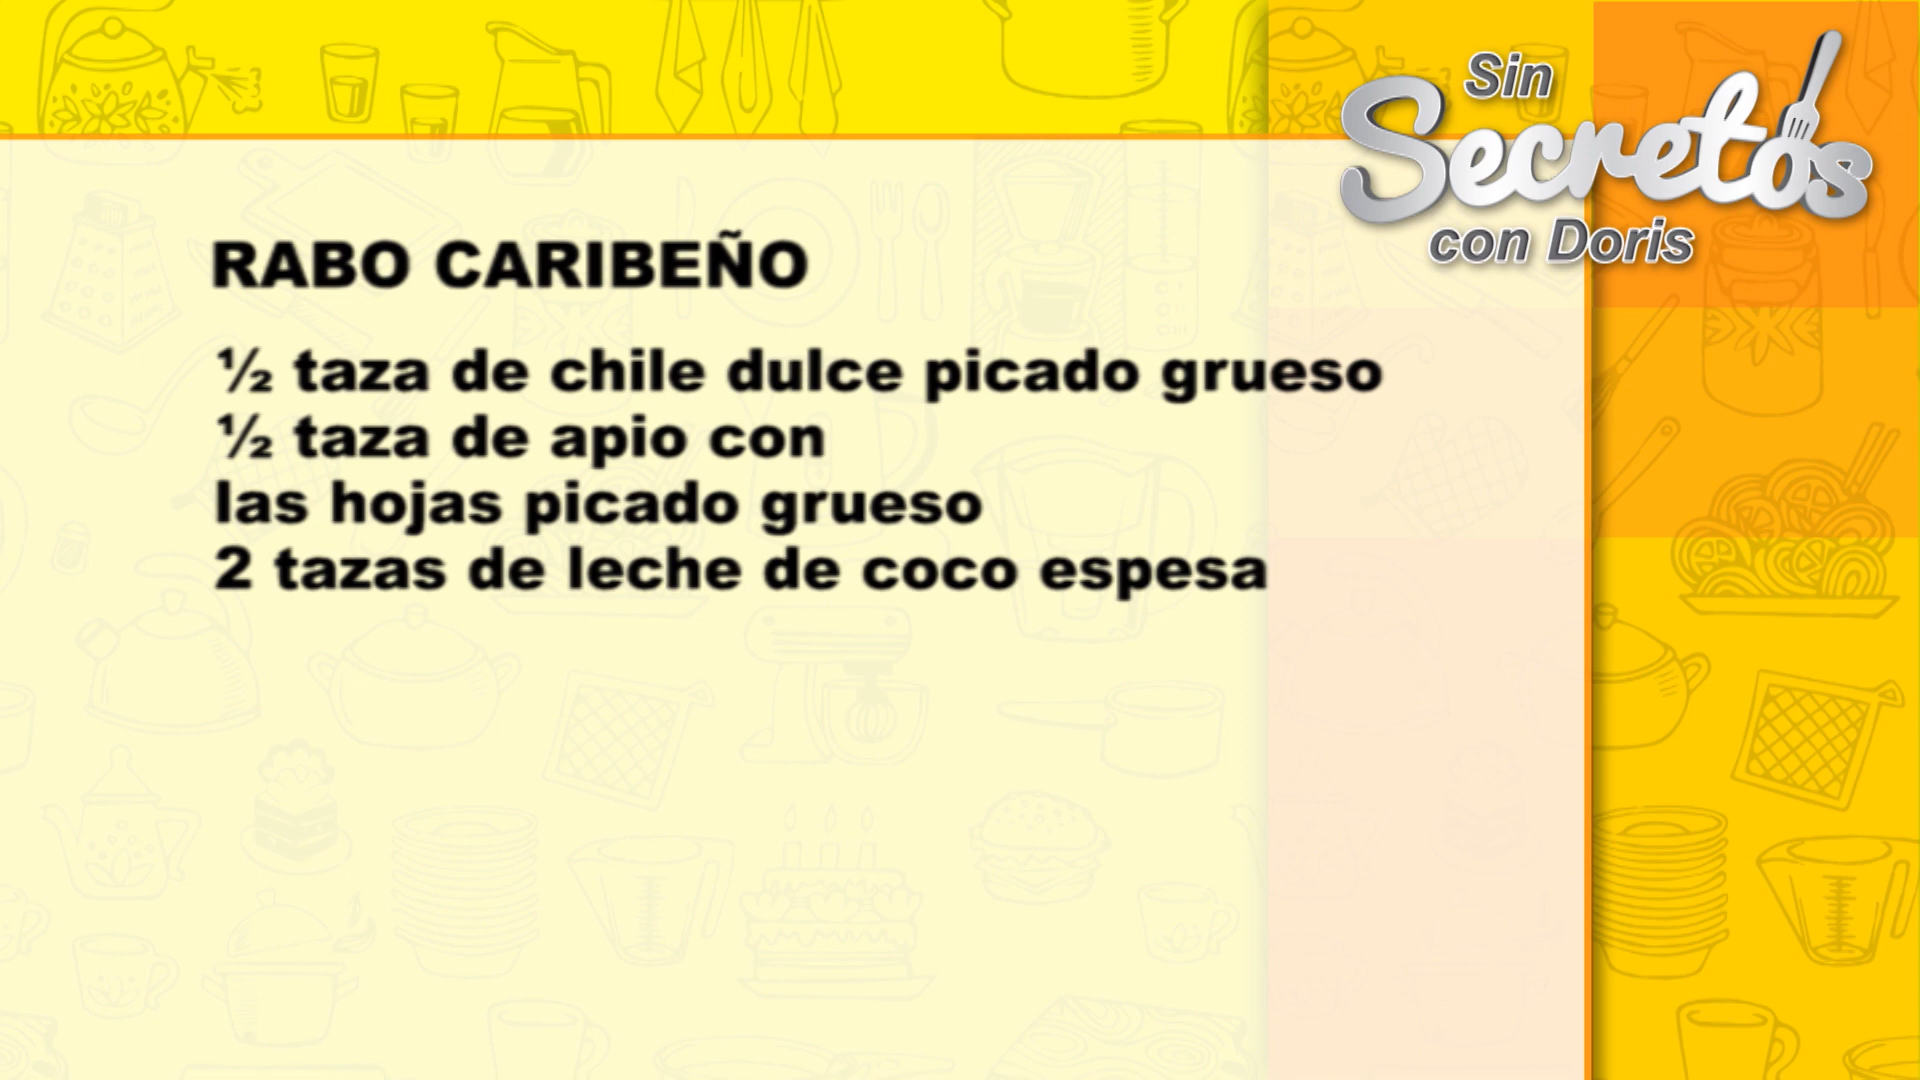 Sin
Secretos
con Doris
RABO CARIBEÑO
½ taza de chile dulce picado grueso
½ taza de apio con
las hojas picado grueso
2 tazas de leche de coco espesa